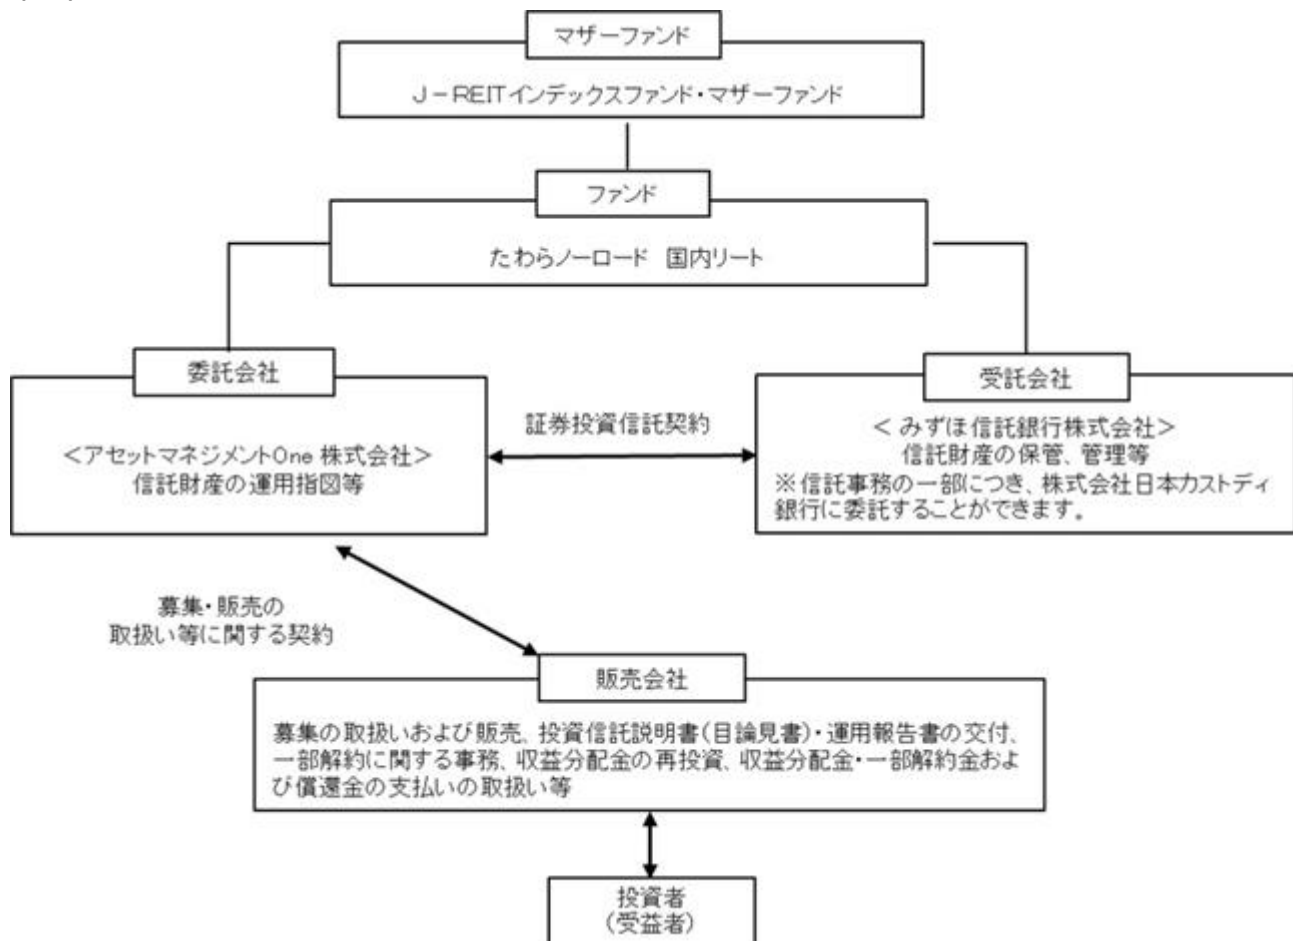 マザーファンド
J-REITインデックスファンド・マザーファンド
ファンド
たわらノーロード 国内リート
委託会社
<アセットマネジメントOne 株式会社>
信託財産の運用指図等
証券投資信託契約
受託会社
< みずほ信託銀行株式会社>
信託財産の保管、管理等
※信託事務の一部につき、株式会社日本カストディ
銀行に委託することができます。
募集・販売の
取扱い等に関する契約
販売会社
募集の取扱いおよび販売、投資信託説明書(目論見書)・運用報告書の交付、
一部解約に関する事務、収益分配金の再投資、収益分配金・一部解約金およ
び償還金の支払いの取扱い等
投資者
(受益者)